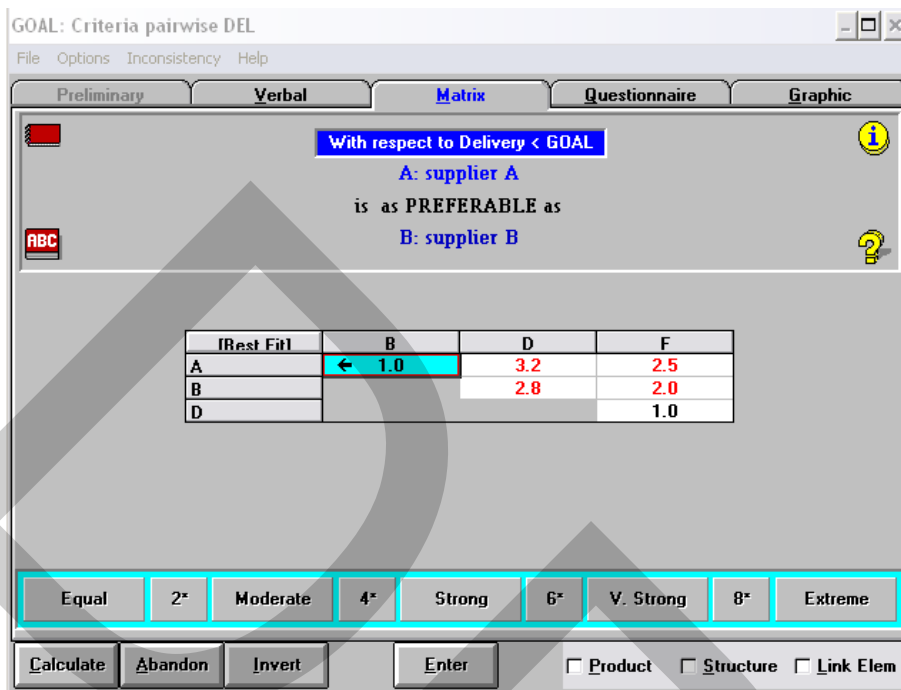 GOAL: Criteria pairwise DEL
File Options Inconsistency Help
Preliminary Verbal Matrix Questionnaire Graphic
With respect to Delivery < GOAL
i
A: supplier A
is as PREFERABLE as
B: supplier B
ABC
?
[Best Fit] B D F
A ← 1.0 3.2 2.5
B 2.8 2.0
D 1.0
Equal 2* Moderate 4* Strong 6* V. Strong 8* Extreme
Calculate Abandon Invert Enter Product Structure Link Elem